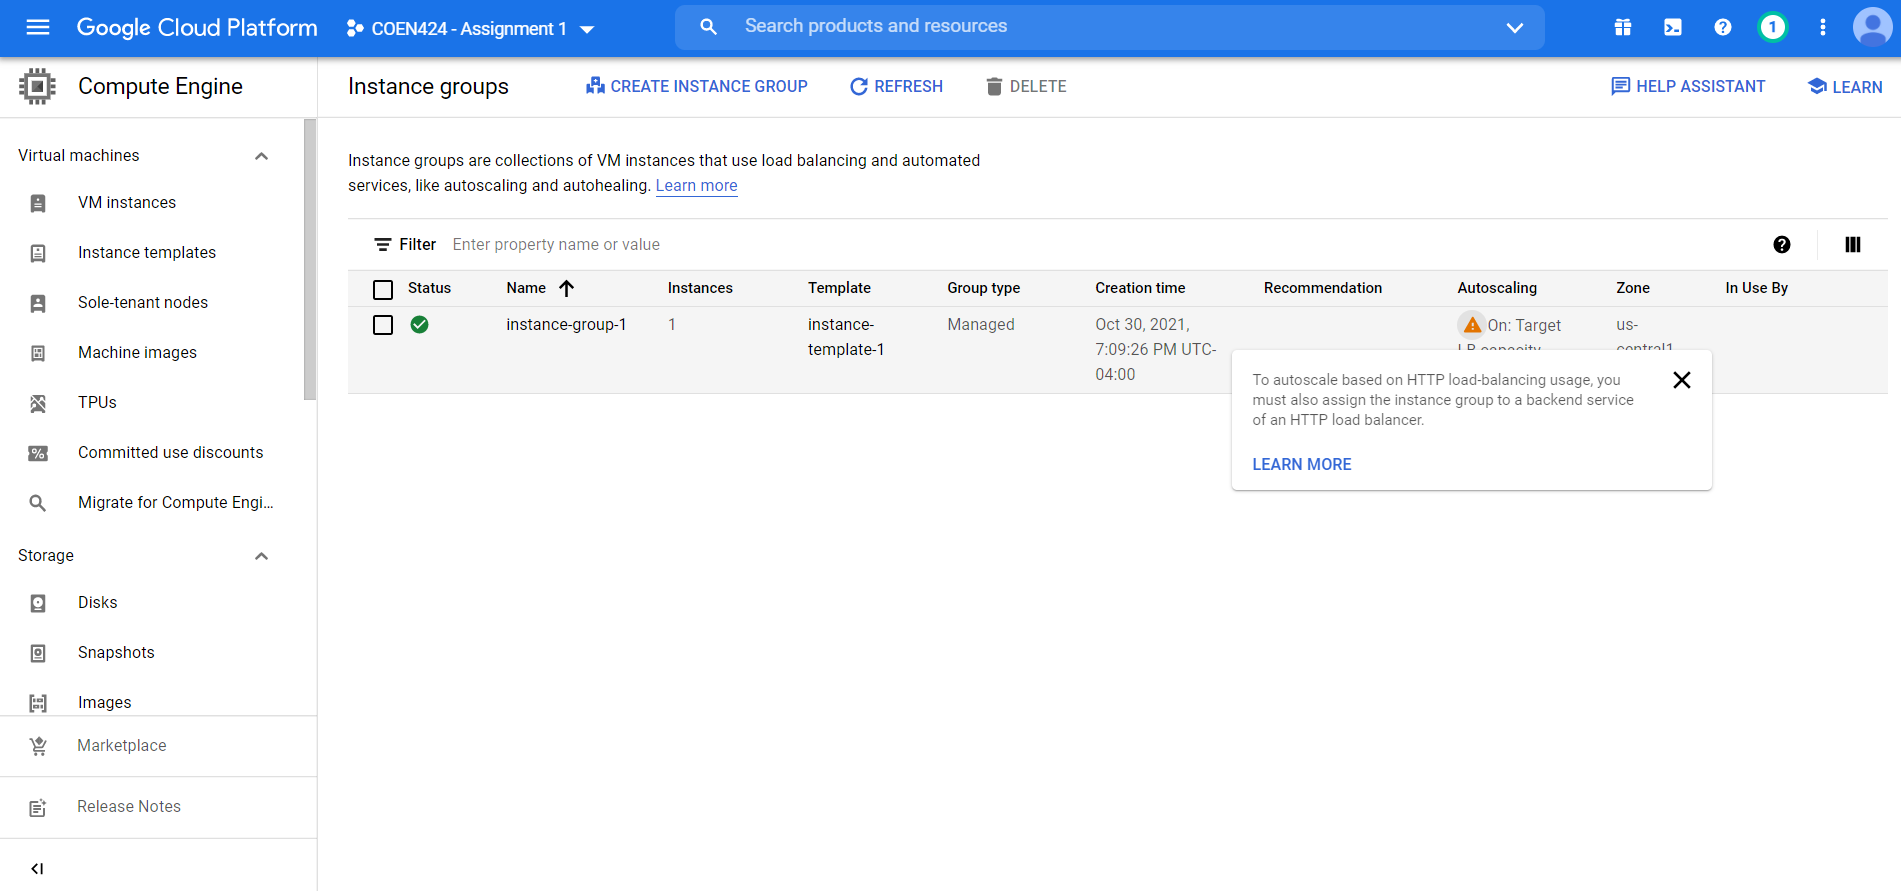 Google Cloud Platform
COEN424 - Assignment 1
Search products and resources
1
Compute Engine
Instance groups
CREATE INSTANCE GROUP
REFRESH
DELETE
HELP ASSISTANT
LEARN
Virtual machines
VM instances
Instance templates
Sole-tenant nodes
Machine images
TPUs
Committed use discounts
Migrate for Compute Engi...
Storage
Disks
Snapshots
Images
Marketplace
Release Notes
Instance groups are collections of VM instances that use load balancing and automated
services, like autoscaling and autohealing. Learn more
Filter Enter property name or value
Status Name Instances Template Group type Creation time Recommendation Autoscaling Zone In Use By
instance-group-1 1 instance- Managed Oct 30, 2021, On: Target us-
template-1 7:09:26 PM UTC- LB capacity central1
04:00
To autoscale based on HTTP load-balancing usage, you
must also assign the instance group to a backend service
of an HTTP load balancer.
LEARN MORE